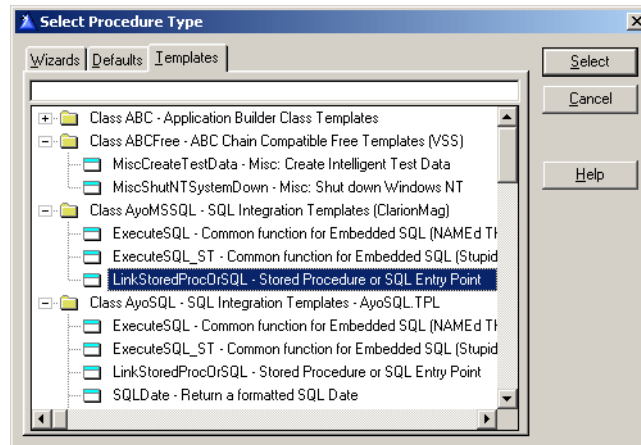 Select Procedure Type
Wizards Defaults Templates
Select
Cancel
Help
Class ABC - Application Builder Class Templates
Class ABCFree - ABC Chain Compatible Free Templates (VSS)
MiscCreateTestData - Misc: Create Intelligent Test Data
MiscShutNTSystemDown - Misc: Shut down Windows NT
Class AyoMSSQL - SQL Integration Templates (ClarionMag)
ExecuteSQL - Common function for Embedded SQL (NAMEd TH
ExecuteSQL_ST - Common function for Embedded SQL (Stupid
LinkStoredProcOrSQL - Stored Procedure or SQL Entry Point
Class AyoSQL - SQL Integration Templates - AyoSQL.TPL
ExecuteSQL - Common function for Embedded SQL (NAMEd TH
ExecuteSQL_ST - Common function for Embedded SQL (Stupid
LinkStoredProcOrSQL - Stored Procedure or SQL Entry Point
SQLDate - Return a formatted SQL Date